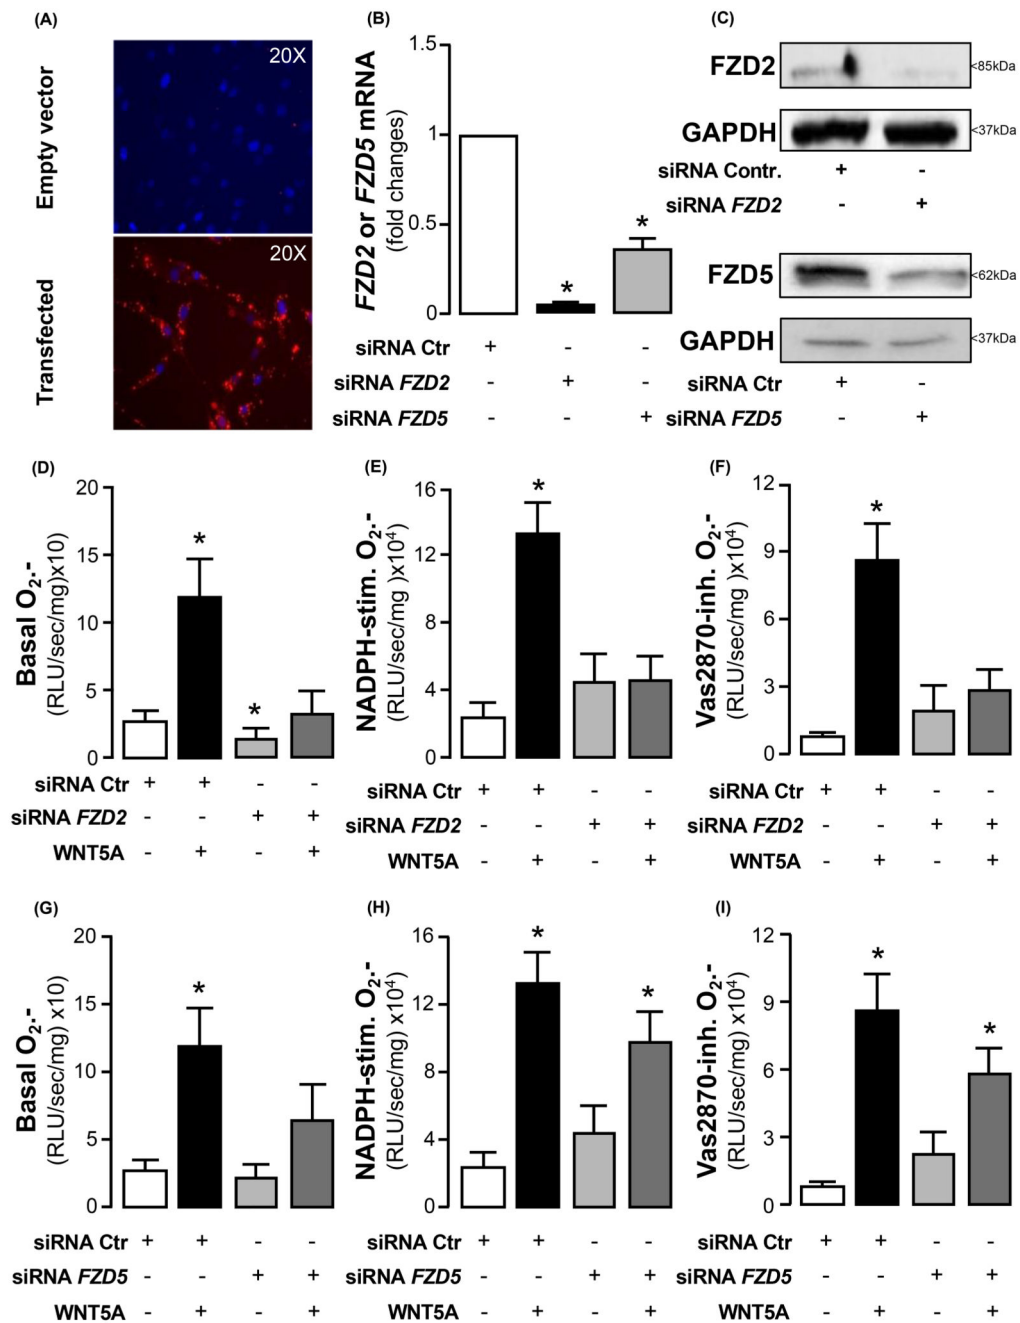 (A)
Empty vector
20X
Transfected
20X
(B)
FZD2 or FZD5 mRNA
(fold changes)
1.5
1
0.5
0
*
*
siRNA Ctr + - -
siRNA FZD2 - + -
siRNA FZD5 - - +
(C)
FZD2
<85kDa
GAPDH
<37kDa
siRNA Contr. + -
siRNA FZD2 - +
FZD5
<62kDa
GAPDH
<37kDa
siRNA Ctr + -
siRNA FZD5 - +
(D)
Basal O₂.-
(RLU/sec/mg)x10)
20
15
10
5
0
*
*
siRNA Ctr + + - -
siRNA FZD2 - - + +
WNT5A - + - +
(E)
NADPH-stim. O₂.-
(RLU/sec/mg )x10⁴)
16
12
8
4
0
*
siRNA Ctr + + - -
siRNA FZD2 - - + +
WNT5A - + - +
(F)
Vas2870-inh. O₂.-
(RLU/sec/mg )x10⁴)
12
9
6
3
0
*
siRNA Ctr + + - -
siRNA FZD2 - - + +
WNT5A - + - +
(G)
Basal O₂.-
(RLU/sec/mg) x10)
20
15
10
5
0
*
siRNA Ctr + + - -
siRNA FZD5 - - + +
WNT5A - + - +
(H)
NADPH-stim. O₂.-
(RLU/sec/mg) x10⁴)
16
12
8
4
0
*
*
siRNA Ctr + + - -
siRNA FZD5 - - + +
WNT5A - + - +
(I)
Vas2870-inh. O₂.-
(RLU/sec/mg) x10⁴)
12
9
6
3
0
*
*
siRNA Ctr + + - -
siRNA FZD5 - - + +
WNT5A - + - +